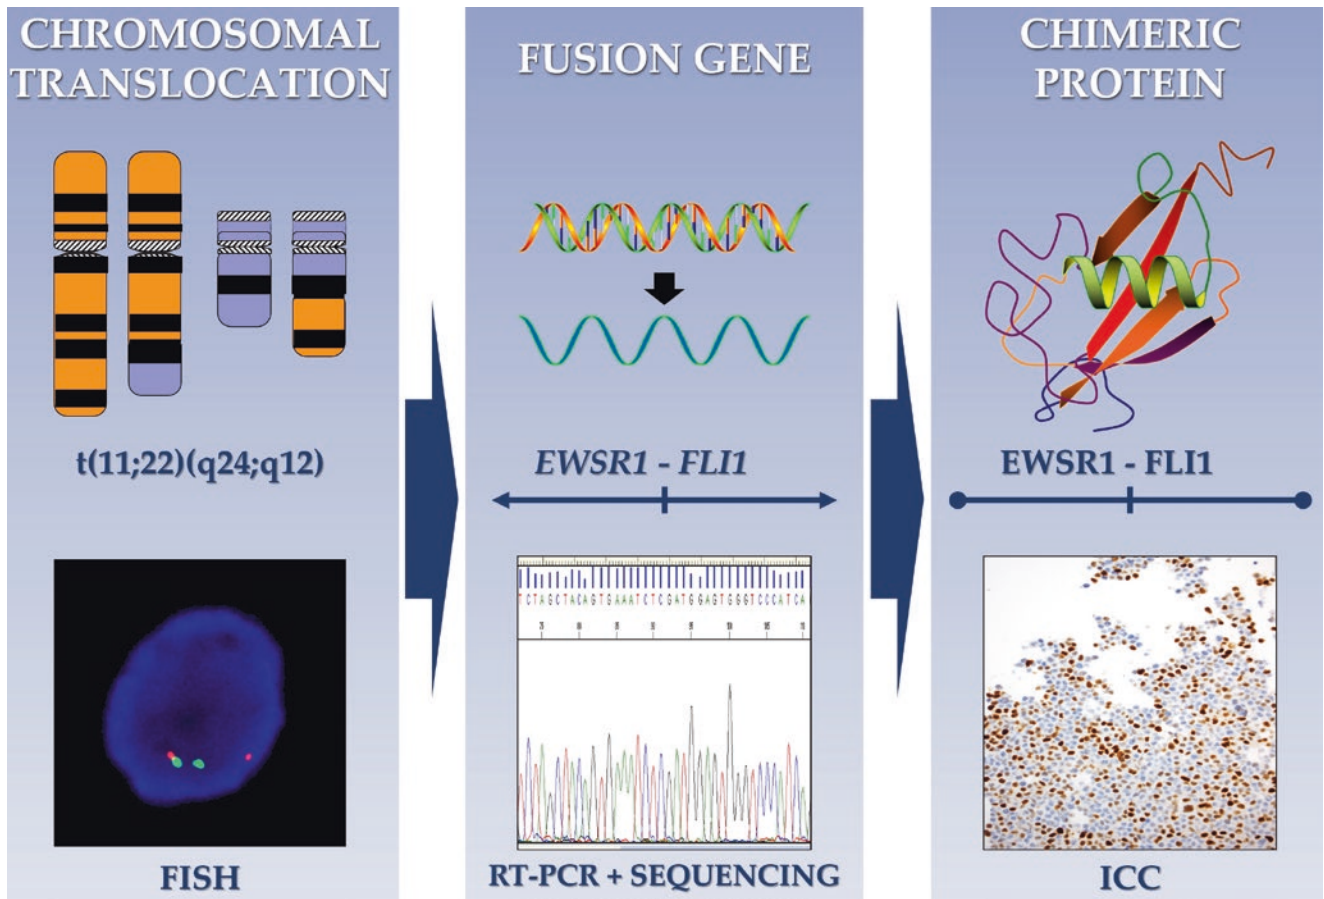 CHROMOSOMAL
TRANSLOCATION
t(11;22)(q24;q12)
FISH
FUSION GENE
EWSR1 - FLI1
TCTAGCTACAGTGAAATCTCGATGGAGTGGGTCCCATCA
RT-PCR + SEQUENCING
CHIMERIC
PROTEIN
EWSR1 - FLI1
ICC